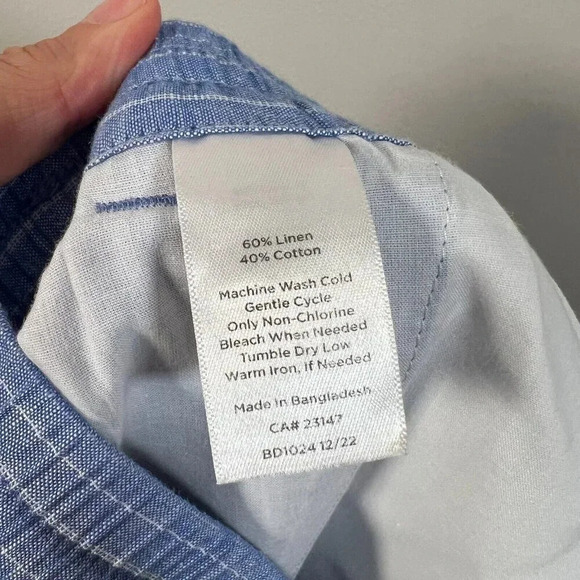 60% Linen
40% Cotton
Machine Wash Cold
Gentle Cycle
Only Non-Chlorine
Bleach When Needed
Tumble Dry Low
Warm Iron, if Needed
Made in Bangladesh
CA# 23147
BD1024 12/22